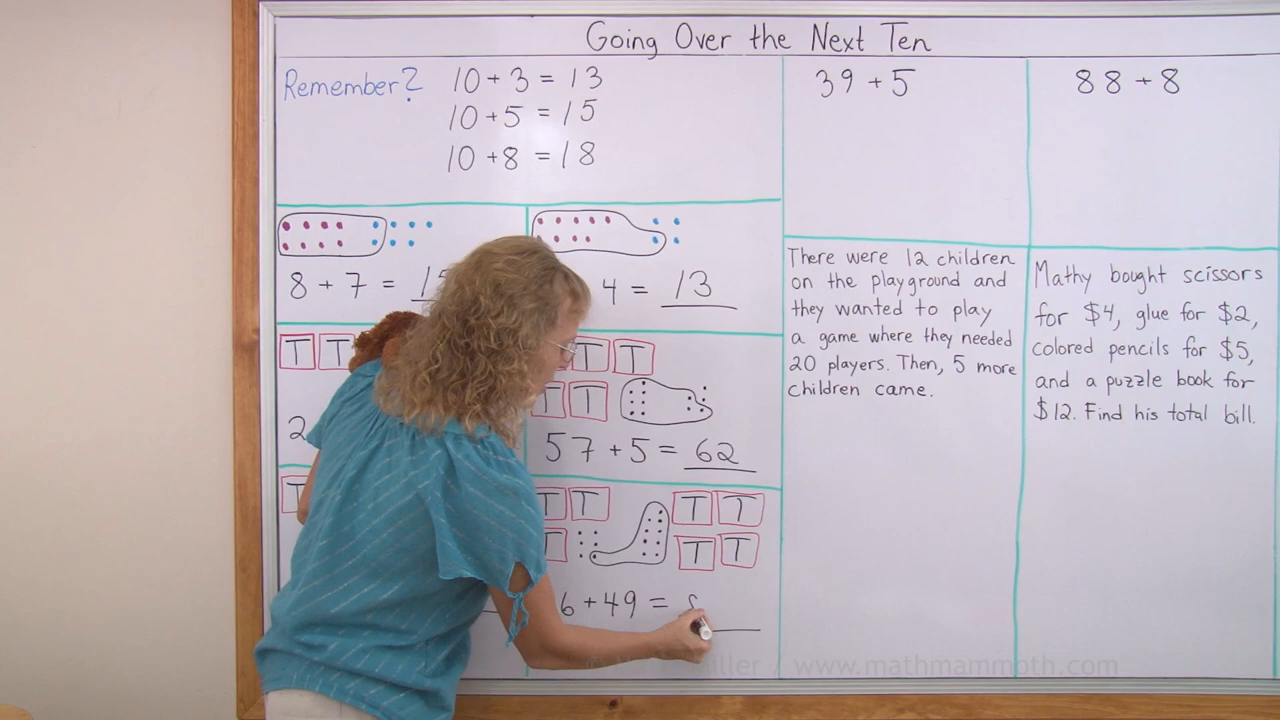 Going Over the Next Ten
Remember?
10 + 3 = 13
10 + 5 = 15
10 + 8 = 18
8 + 7 =
4 = 13
T T
T T
2
T T
57 + 5 = 62
T
T T T T
T T T
6 + 49 =
39 + 5
88 + 8
There were 12 children
on the playground and
they wanted to play
a game where they needed
20 players. Then, 5 more
children came.
Mathy bought scissors
for $4, glue for $2,
colored pencils for $5,
and a puzzle book for
$12. Find his total bill.
www.mathmammoth.com